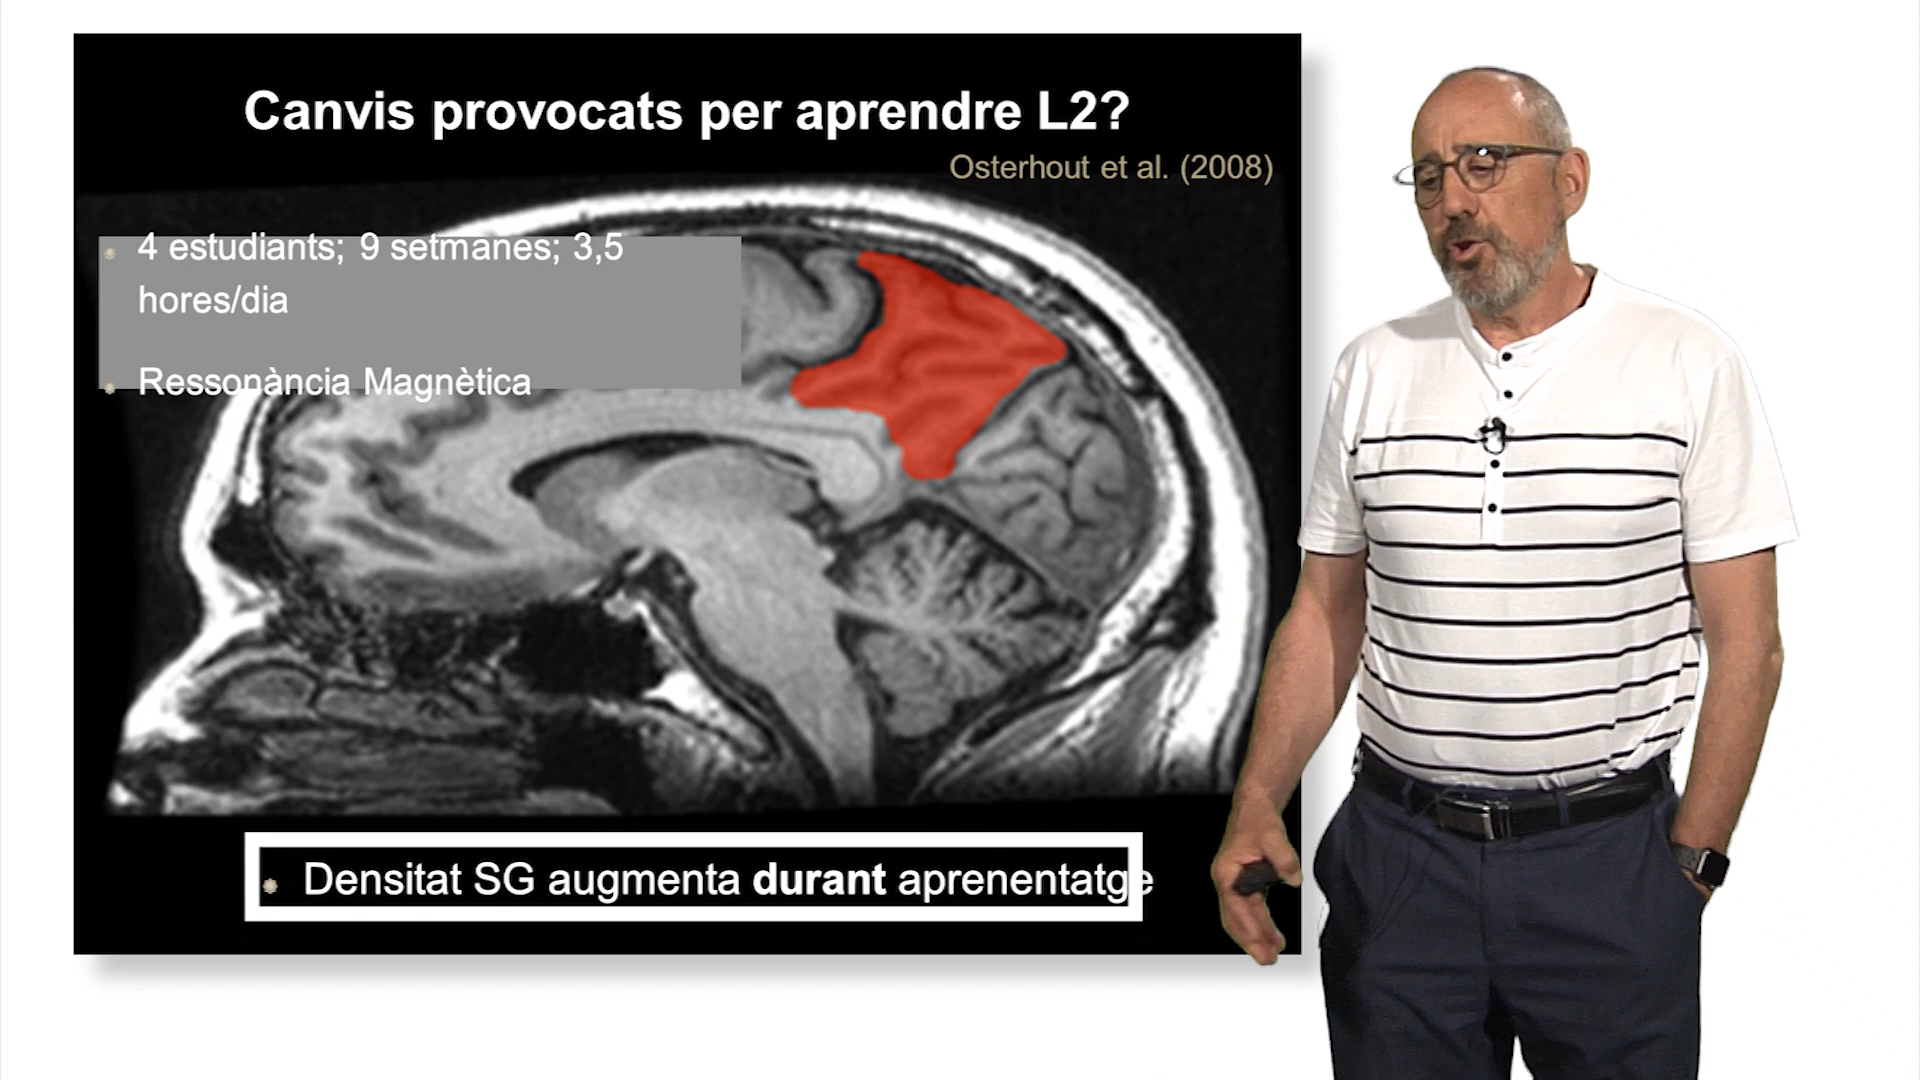 Canvis provocats per aprendre L2?
Osterhout et al. (2008)
4 estudiants; 9 setmanes; 3,5
hores/dia
Ressonància Magnètica
Densitat SG augmenta durant aprenentatge